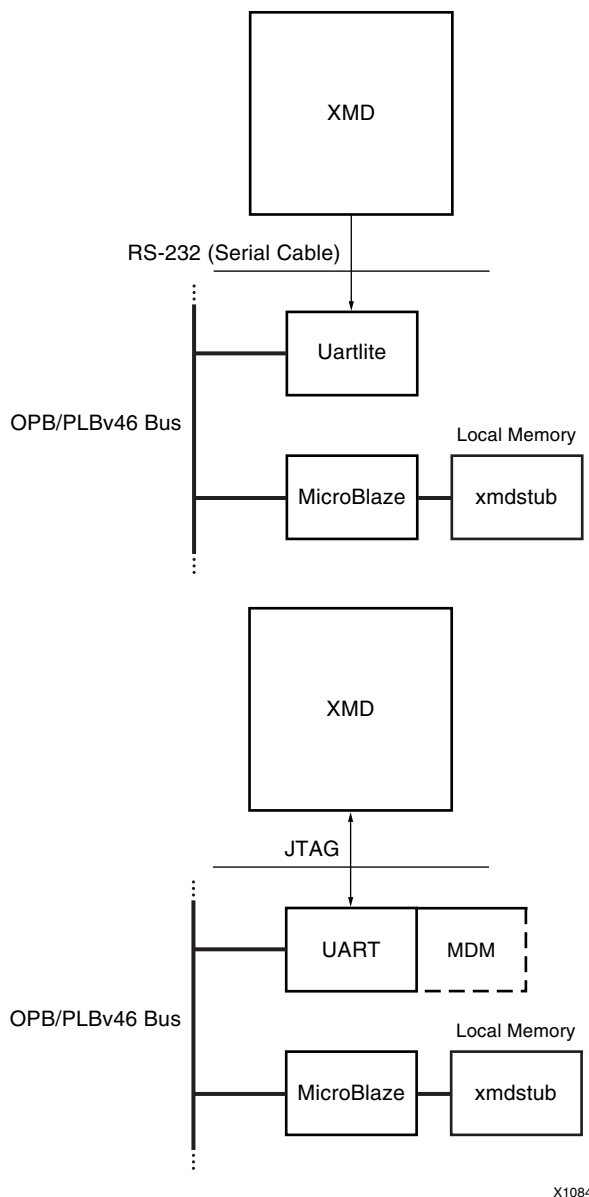 XMD
RS-232 (Serial Cable)
Uartlite
OPB/PLBv46 Bus
Local Memory
MicroBlaze
xmdstub
XMD
JTAG
UART
MDM
OPB/PLBv46 Bus
Local Memory
MicroBlaze
xmdstub
X1084